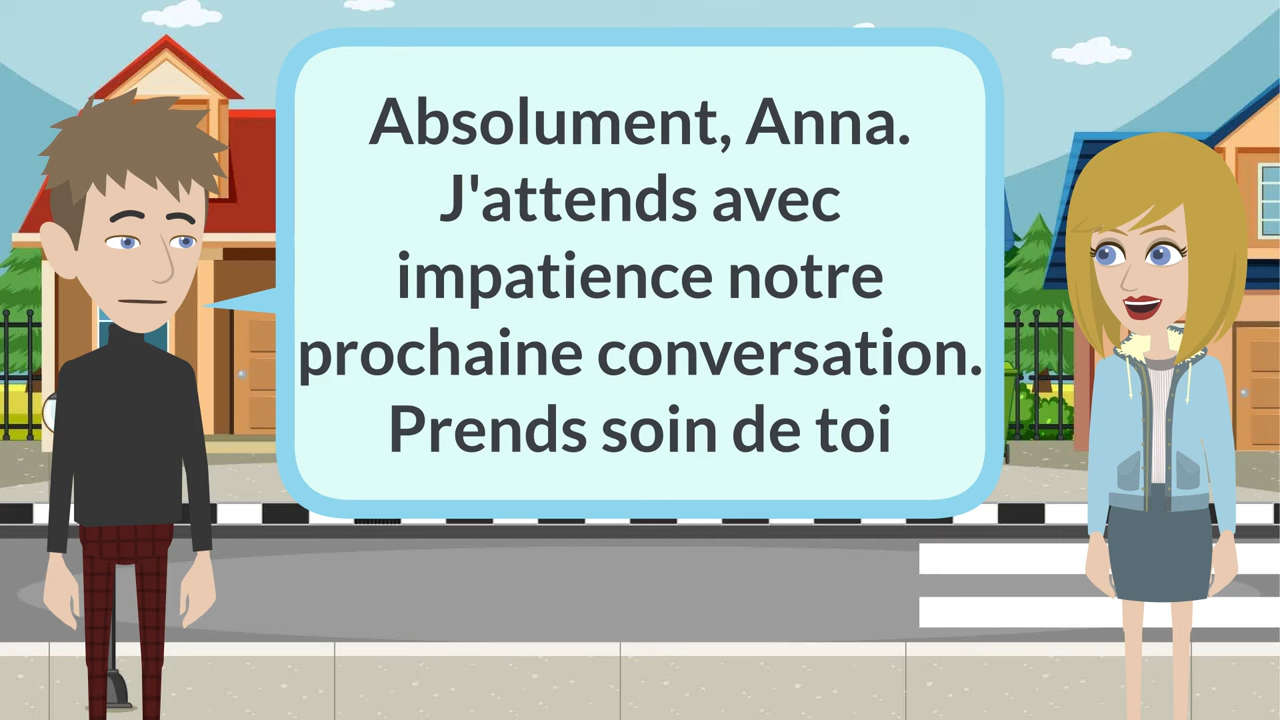 Absolument, Anna.
J'attends avec
impatience notre
prochaine conversation.
Prends soin de toi